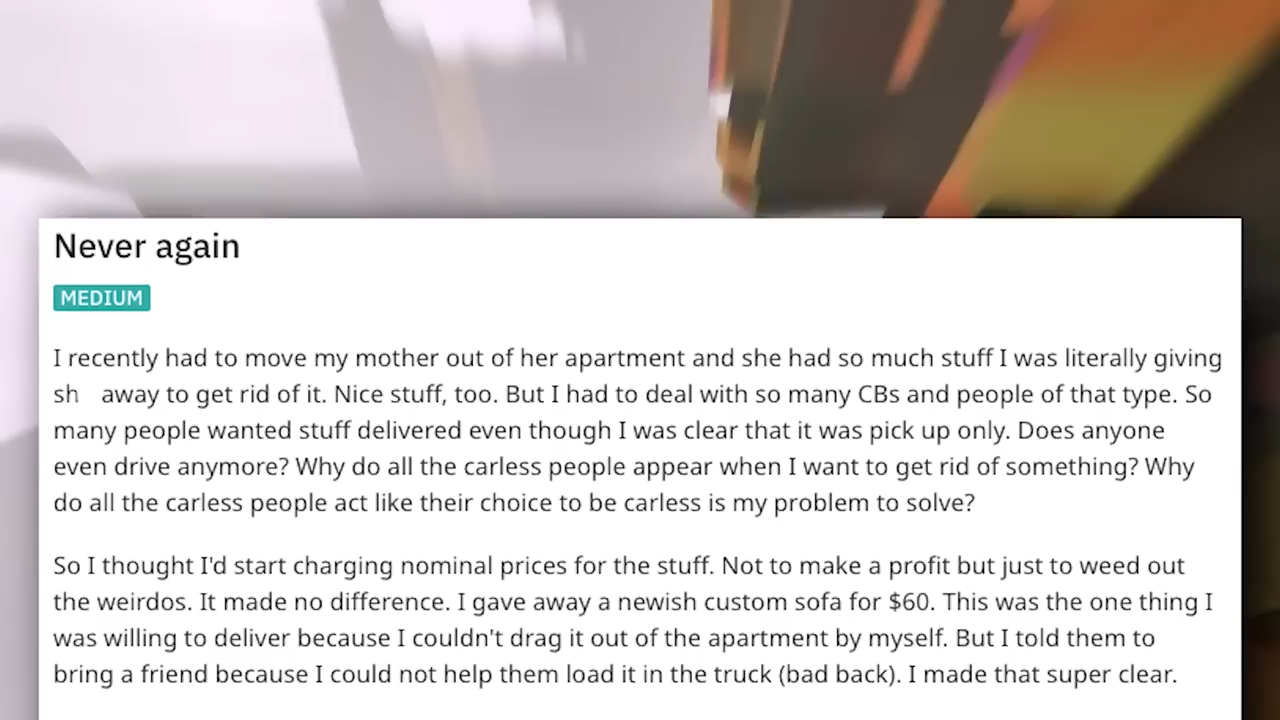 Never again
MEDIUM
I recently had to move my mother out of her apartment and she had so much stuff I was literally giving
sh away to get rid of it. Nice stuff, too. But I had to deal with so many CBs and people of that type. So
many people wanted stuff delivered even though I was clear that it was pick up only. Does anyone
even drive anymore? Why do all the carless people appear when I want to get rid of something? Why
do all the carless people act like their choice to be carless is my problem to solve?
So I thought I'd start charging nominal prices for the stuff. Not to make a profit but just to weed out
the weirdos. It made no difference. I gave away a newish custom sofa for $60. This was the one thing I
was willing to deliver because I couldn't drag it out of the apartment by myself. But I told them to
bring a friend because I could not help them load it in the truck (bad back). I made that super clear.